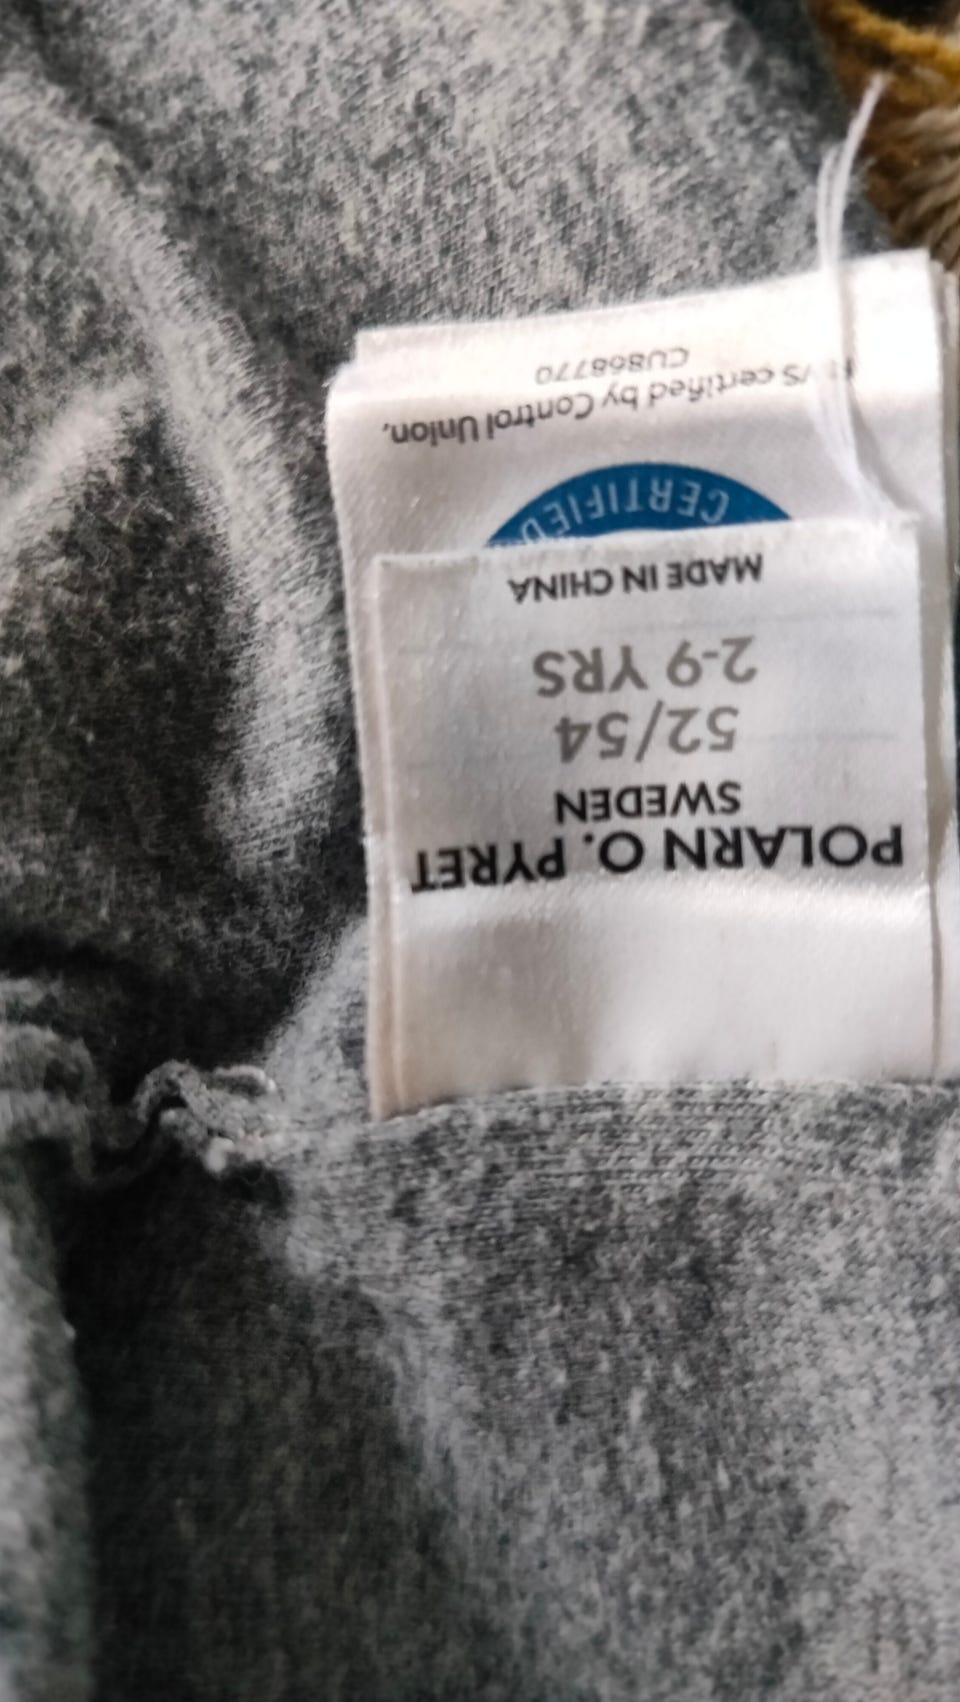 POLARN O. PYRET
SWEDEN
52/54
2-9 YRS
MADE IN CHINA
CERTIFIED
certified by Control Union,
CU868770